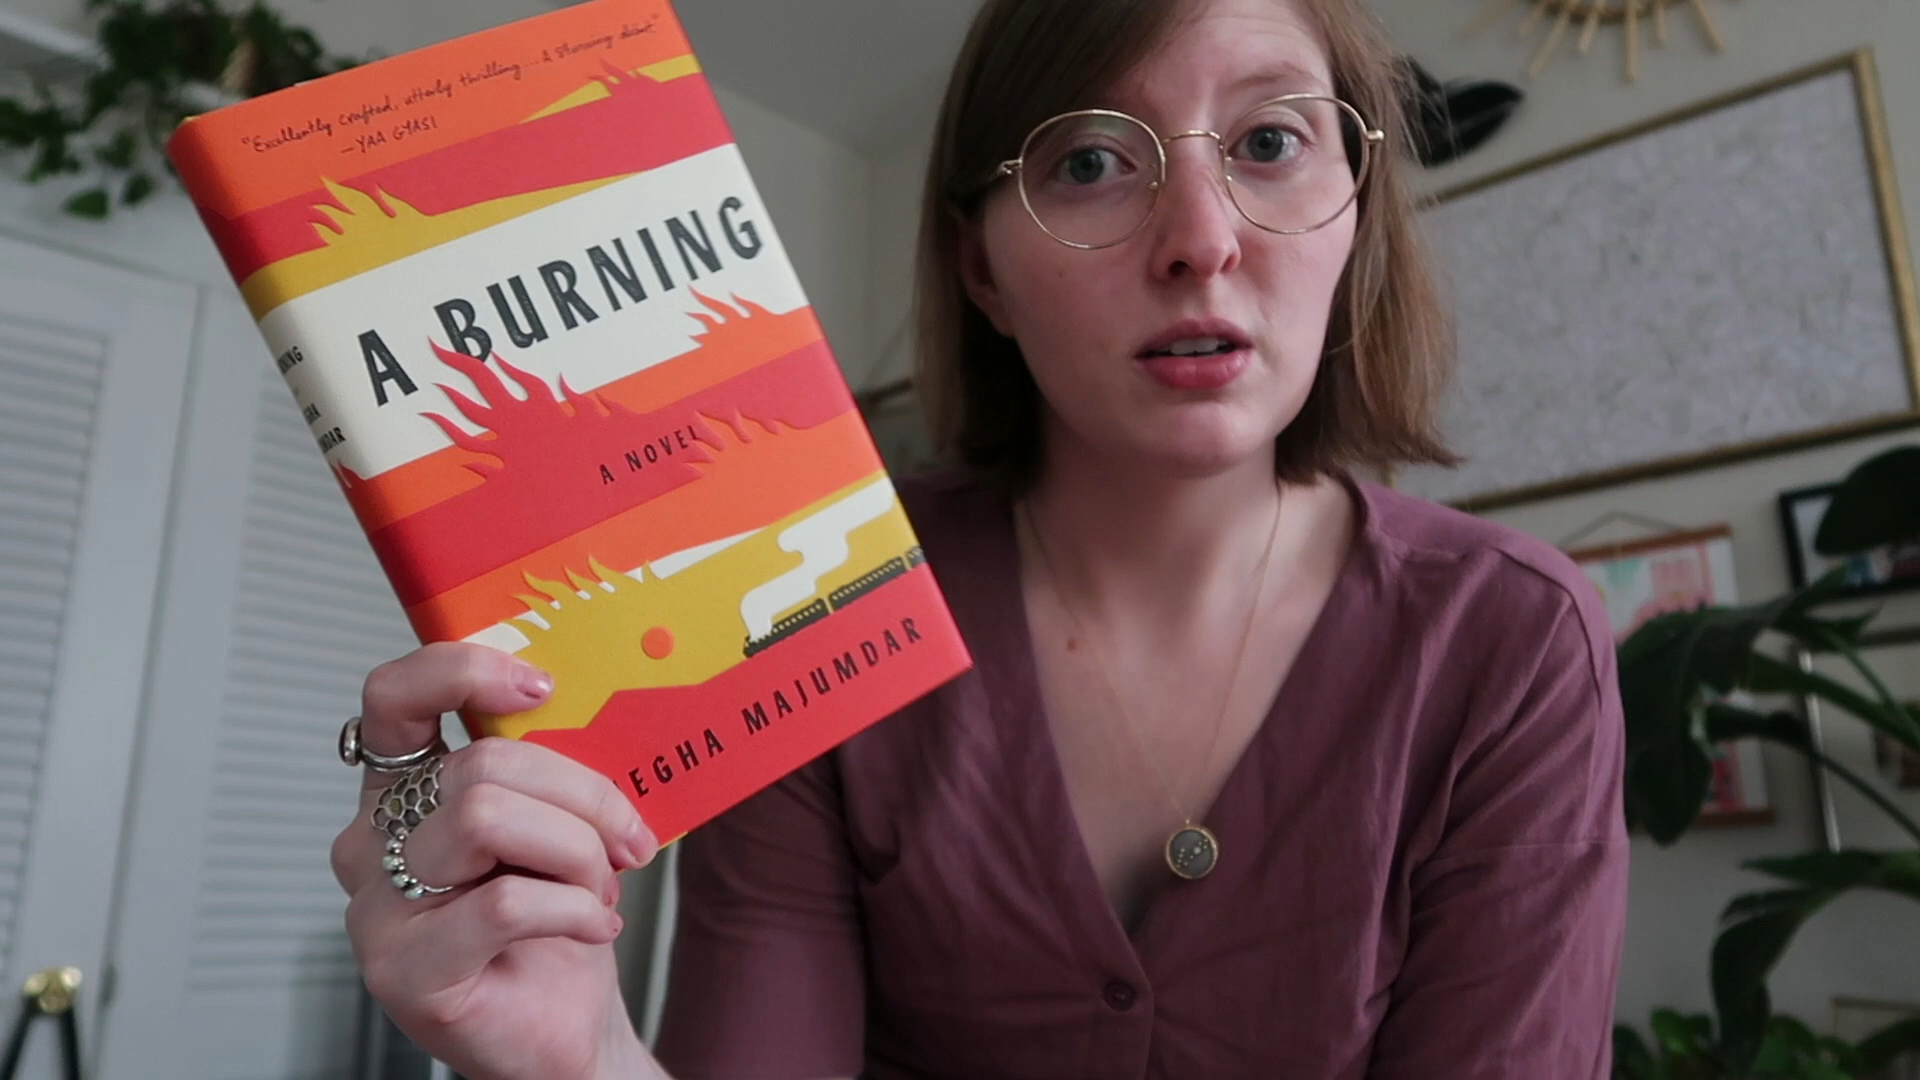 "Excellently crafted, utterly thrilling.... A stunning debut"
—YAA GYASI
A BURNING
A NOVEL
EGHA MAJUMDAR